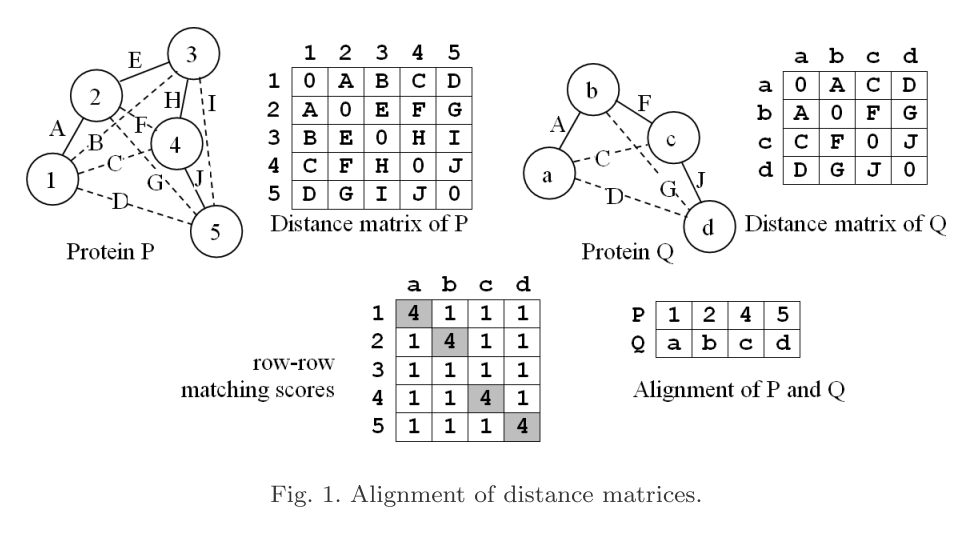 E
3
2
H
I
A
F
B
4
C
1
G
J
D
5
Protein P
1 2 3 4 5
1 0 A B C D
2 A 0 E F G
3 B E 0 H I
4 C F H 0 J
5 D G I J 0
Distance matrix of P
b
F
A
c
C
a
G
J
D
d
Protein Q
a b c d
a 0 A C D
b A 0 F G
c C F 0 J
d D G J 0
Distance matrix of Q
a b c d
1 4 1 1 1
2 1 4 1 1
3 1 1 1 1
4 1 1 4 1
5 1 1 1 4
row-row
matching scores
P 1 2 4 5
Q a b c d
Alignment of P and Q
Fig. 1. Alignment of distance matrices.